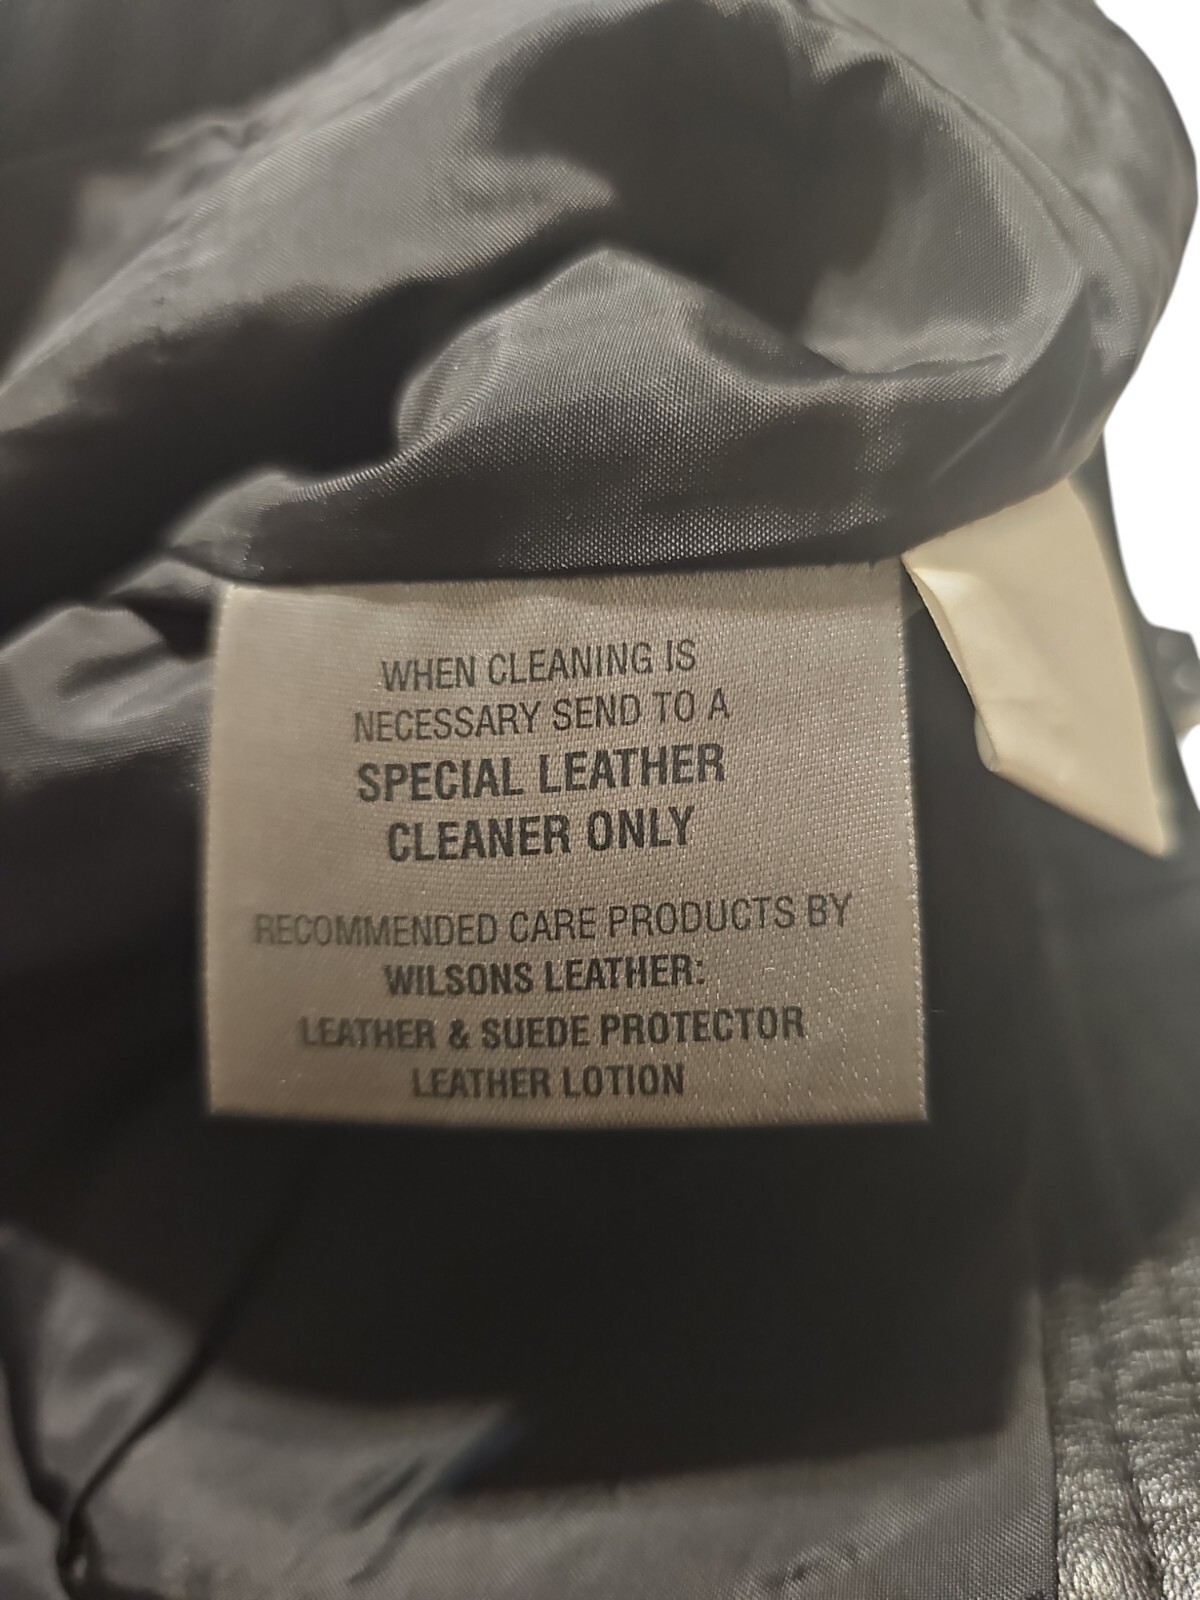 WHEN CLEANING IS
NECESSARY SEND TO A
SPECIAL LEATHER
CLEANER ONLY
RECOMMENDED CARE PRODUCTS BY
WILSONS LEATHER:
LEATHER & SUEDE PROTECTOR
LEATHER LOTION